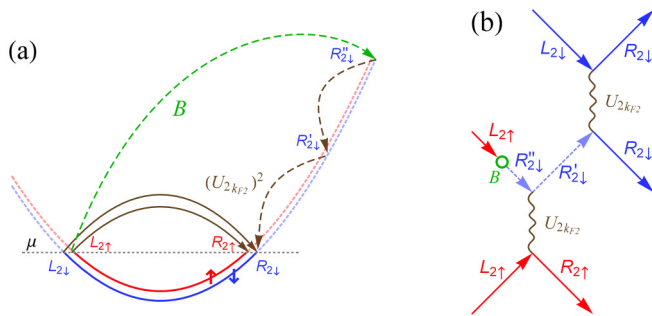 (a)
R''₂↓
B
R'₂↓
(U₂ₖF₂)²
μ
L₂↑
R₂↑
L₂↓
↑
↓
R₂↓
(b)
L₂↓
R₂↓
U₂ₖF₂
L₂↑
B
R''₂↓
R'₂↓
R₂↓
U₂ₖF₂
L₂↑
R₂↑